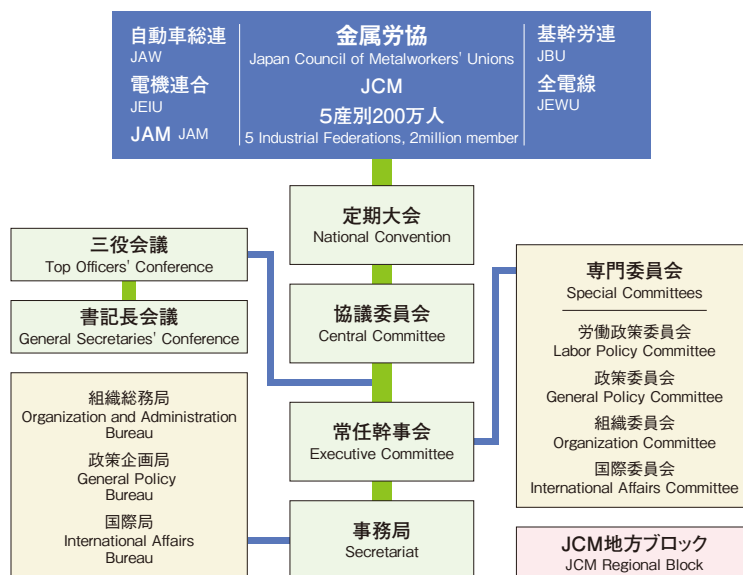 自動車総連
JAW
電機連合
JEIU
JAM JAM
金属労協
Japan Council of Metalworkers' Unions
JCM
5産別200万人
5 Industrial Federations, 2million member
基幹労連
JBU
全電線
JEWU
定期大会
National Convention
三役会議
Top Officers' Conference
書記長会議
General Secretaries' Conference
協議委員会
Central Committee
専門委員会
Special Committees
労働政策委員会
Labor Policy Committee
政策委員会
General Policy Committee
組織委員会
Organization Committee
国際委員会
International Affairs Committee
組織総務局
Organization and Administration
Bureau
政策企画局
General Policy
Bureau
国際局
International Affairs
Bureau
常任幹事会
Executive Committee
事務局
Secretariat
JCM地方ブロック
JCM Regional Block